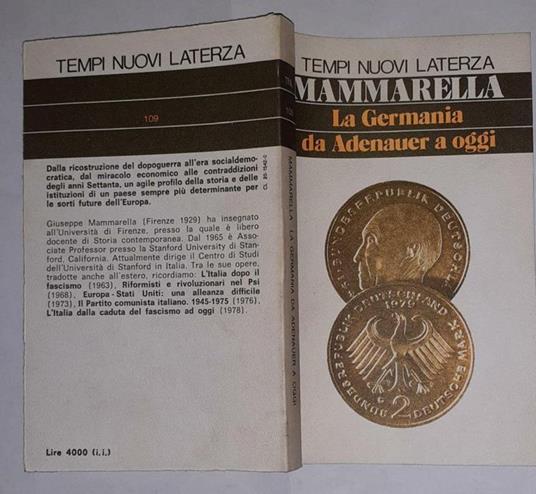 TEMPI NUOVI LATERZA
109
Dalla ricostruzione del dopoguerra all'era socialdemo-
cratica, dal miracolo economico alle contraddizioni
degli anni Settanta, un agile profilo della storia e delle
istituzioni di un paese sempre più determinante per
le sorti future dell'Europa.
Giuseppe Mammarella (Firenze 1929) ha insegnato
all'Università di Firenze, presso la quale è libero
docente di Storia contemporanea. Dal 1965 è Asso-
ciate Professor presso la Stanford University di Stan-
ford, California. Attualmente dirige il Centro di Studi
dell'Università di Stanford in Italia. Tra le sue opere,
tradotte anche all'estero, ricordiamo: L'Italia dopo il
fascismo (1963), Riformisti e rivoluzionari nel Psi
(1968), Europa-Stati Uniti: una alleanza difficile
(1973), Il Partito comunista italiano. 1945-1975 (1976),
L'Italia dalla caduta del fascismo ad oggi (1978).
Lire 4000 (i.i.)
MAMMARELLA LA GERMANIA DA ADENAUER A OGGI
TEMPI NUOVI LATERZA
MAMMARELLA
La Germania
da Adenauer a oggi
BUNDESREPUBLIK DEUTSCHLAND
BUNDESREPUBLIK DEUTSCHLAND
1975
G 2
DEUTSCHE MARK